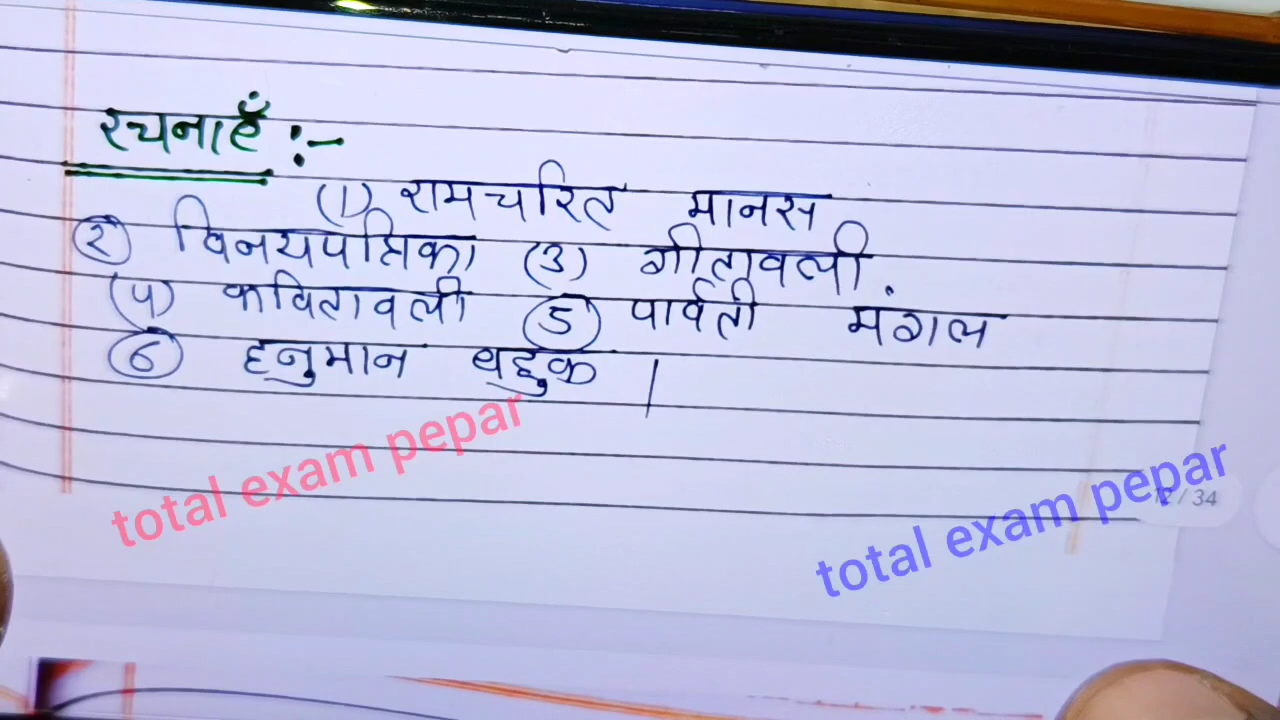 रचनाएँ :-
(1) रामचरित मानस
(२) विनयपत्रिका (3) गीतावली.
(4) कवितावली (5) पार्वती मंगल
(6) हनुमान बहुक |
total exam pepar
total exam pepar
12 / 34